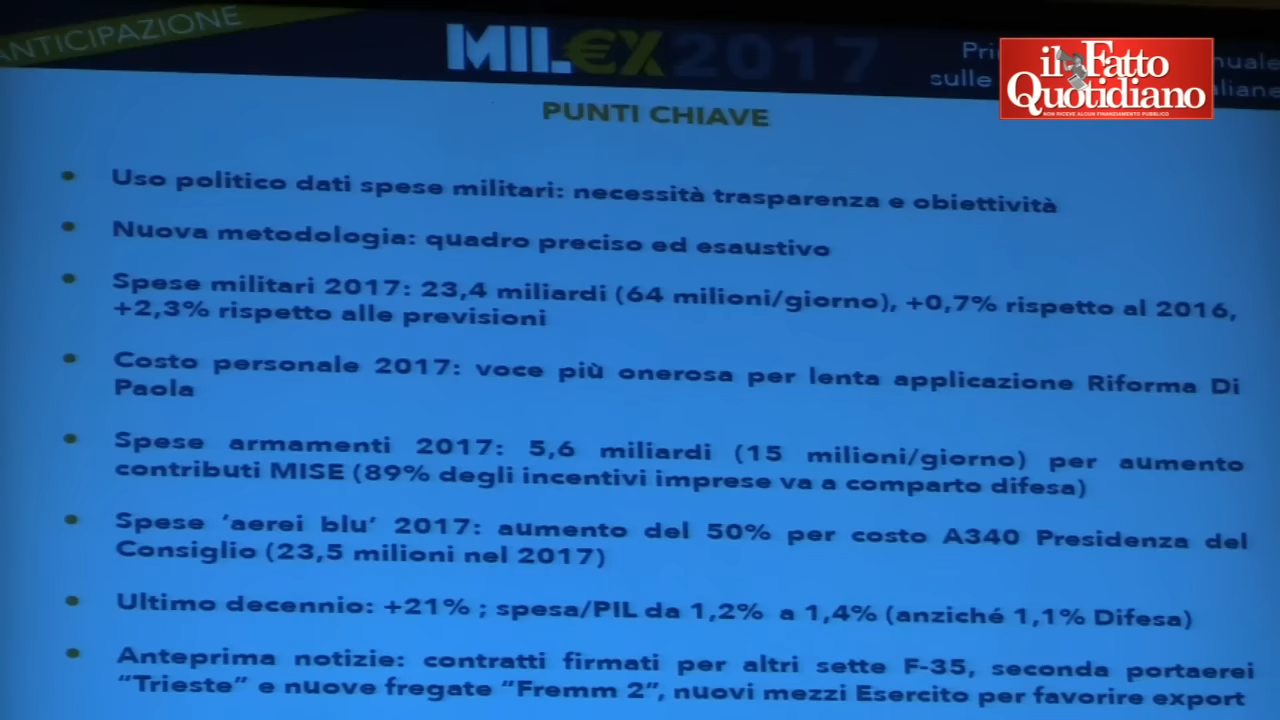 ANTICIPAZIONE
MIL€X2017
sulle
PUNTI CHIAVE
il Fatto
Quotidiano
NON RICEVE ALCUN FINANZIAMENTO PUBBLICO
• Uso politico dati spese militari: necessità trasparenza e obiettività
• Nuova metodologia: quadro preciso ed esaustivo
• Spese militari 2017: 23,4 miliardi (64 milioni/giorno), +0,7% rispetto al 2016,
+2,3% rispetto alle previsioni
• Costo personale 2017: voce più onerosa per lenta applicazione Riforma Di
Paola
• Spese armamenti 2017: 5,6 miliardi (15 milioni/giorno) per aumento
contributi MISE (89% degli incentivi imprese va a comparto difesa)
• Spese ‘aerei blu’ 2017: aumento del 50% per costo A340 Presidenza del
Consiglio (23,5 milioni nel 2017)
• Ultimo decennio: +21% ; spesa/PIL da 1,2% a 1,4% (anziché 1,1% Difesa)
• Anteprima notizie: contratti firmati per altri sette F-35, seconda portaerei
“Trieste” e nuove fregate “Fremm 2”, nuovi mezzi Esercito per favorire export